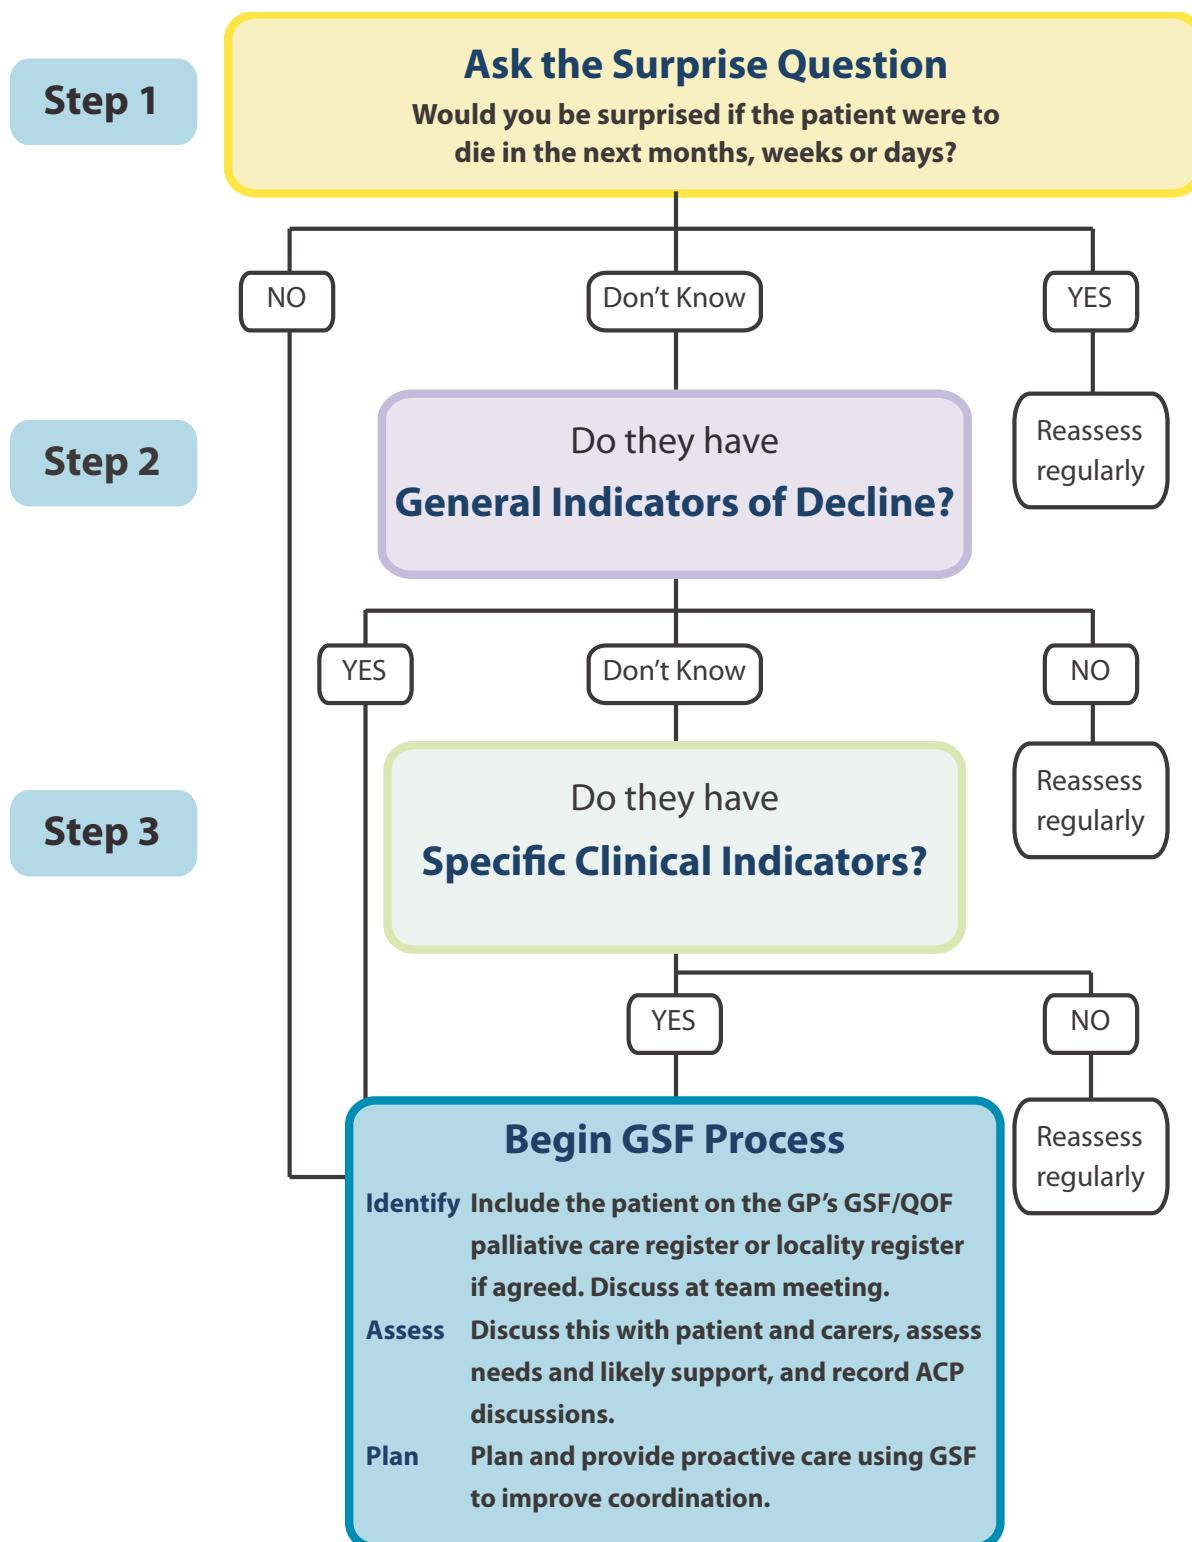 Step 1
Ask the Surprise Question
Would you be surprised if the patient were to
die in the next months, weeks or days?
NO
Don't Know
YES
Reassess
regularly
Step 2
Do they have
General Indicators of Decline?
YES
Don't Know
NO
Reassess
regularly
Step 3
Do they have
Specific Clinical Indicators?
YES
NO
Reassess
regularly
Begin GSF Process
Identify Include the patient on the GP's GSF/QOF
palliative care register or locality register
if agreed. Discuss at team meeting.
Assess Discuss this with patient and carers, assess
needs and likely support, and record ACP
discussions.
Plan Plan and provide proactive care using GSF
to improve coordination.